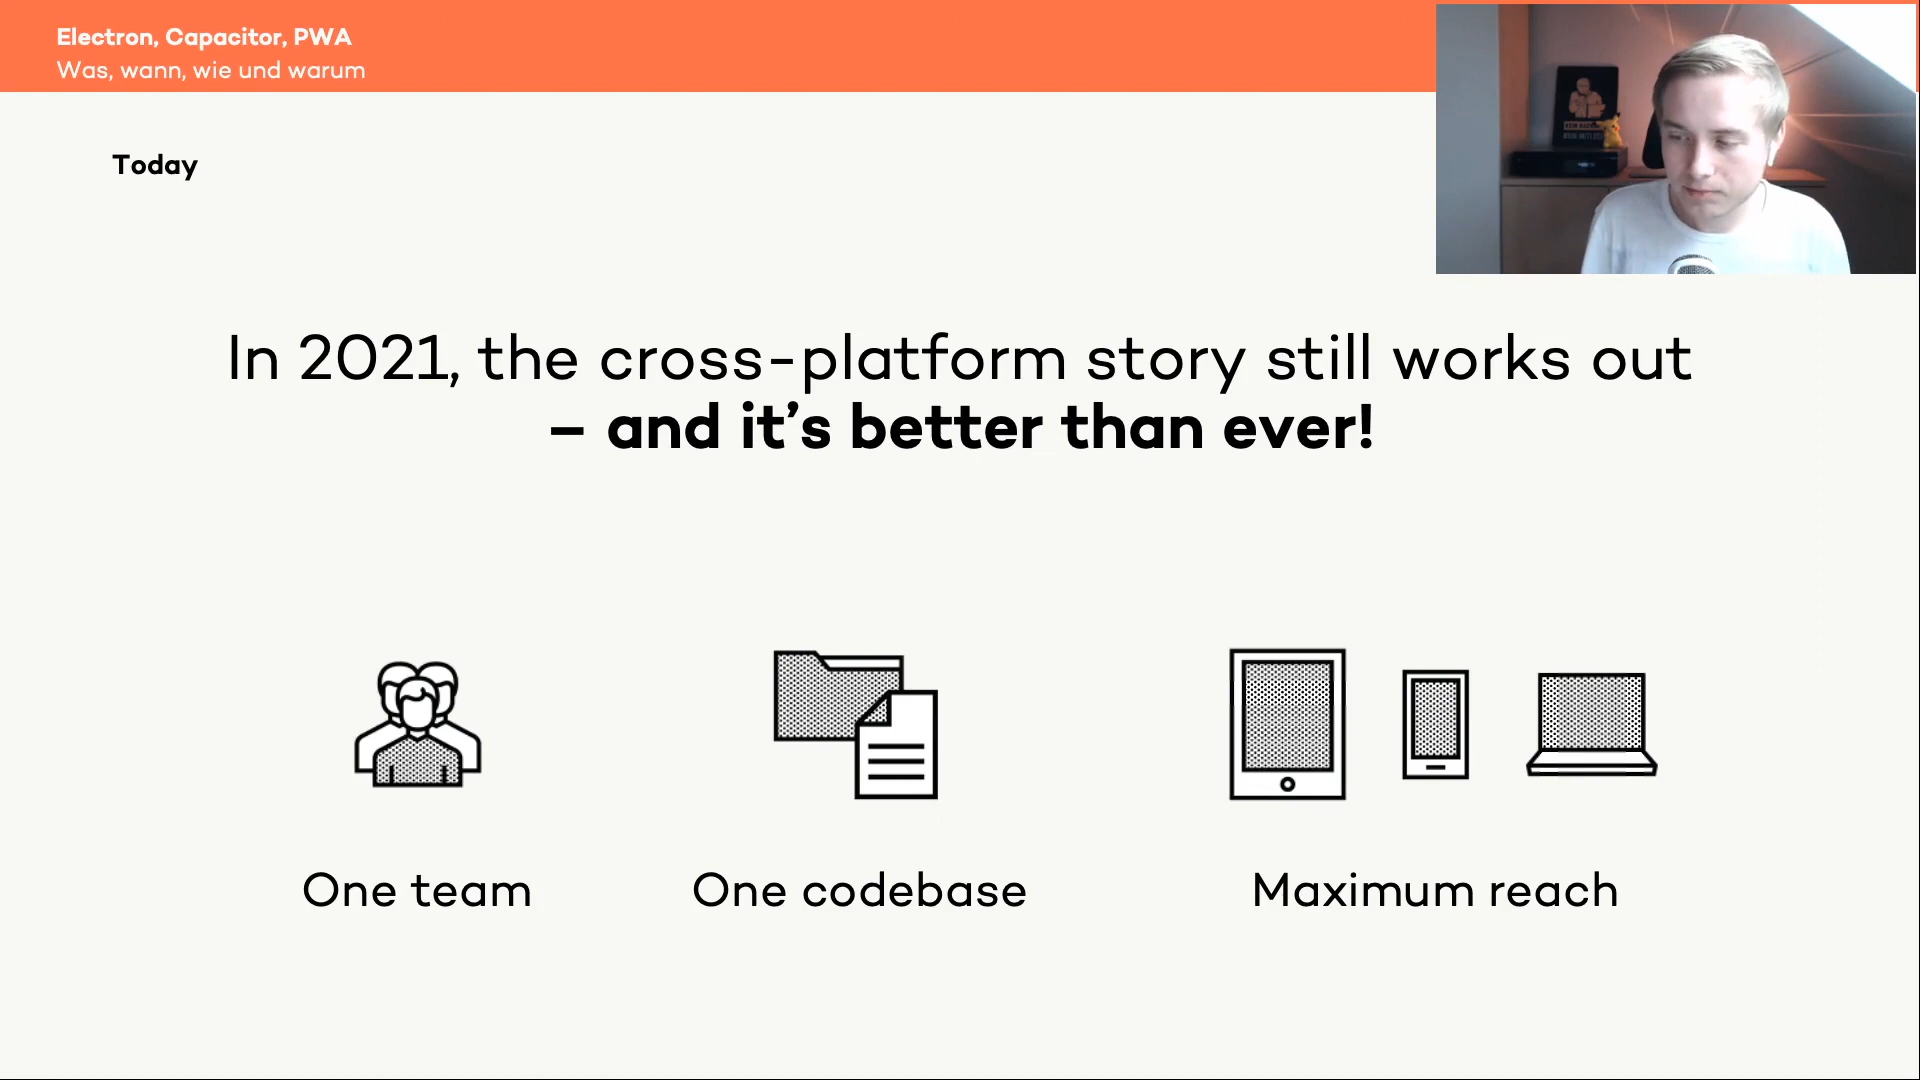 Electron, Capacitor, PWA
Was, wann, wie und warum
Today
In 2021, the cross-platform story still works out
– and it’s better than ever!
One team
One codebase
Maximum reach